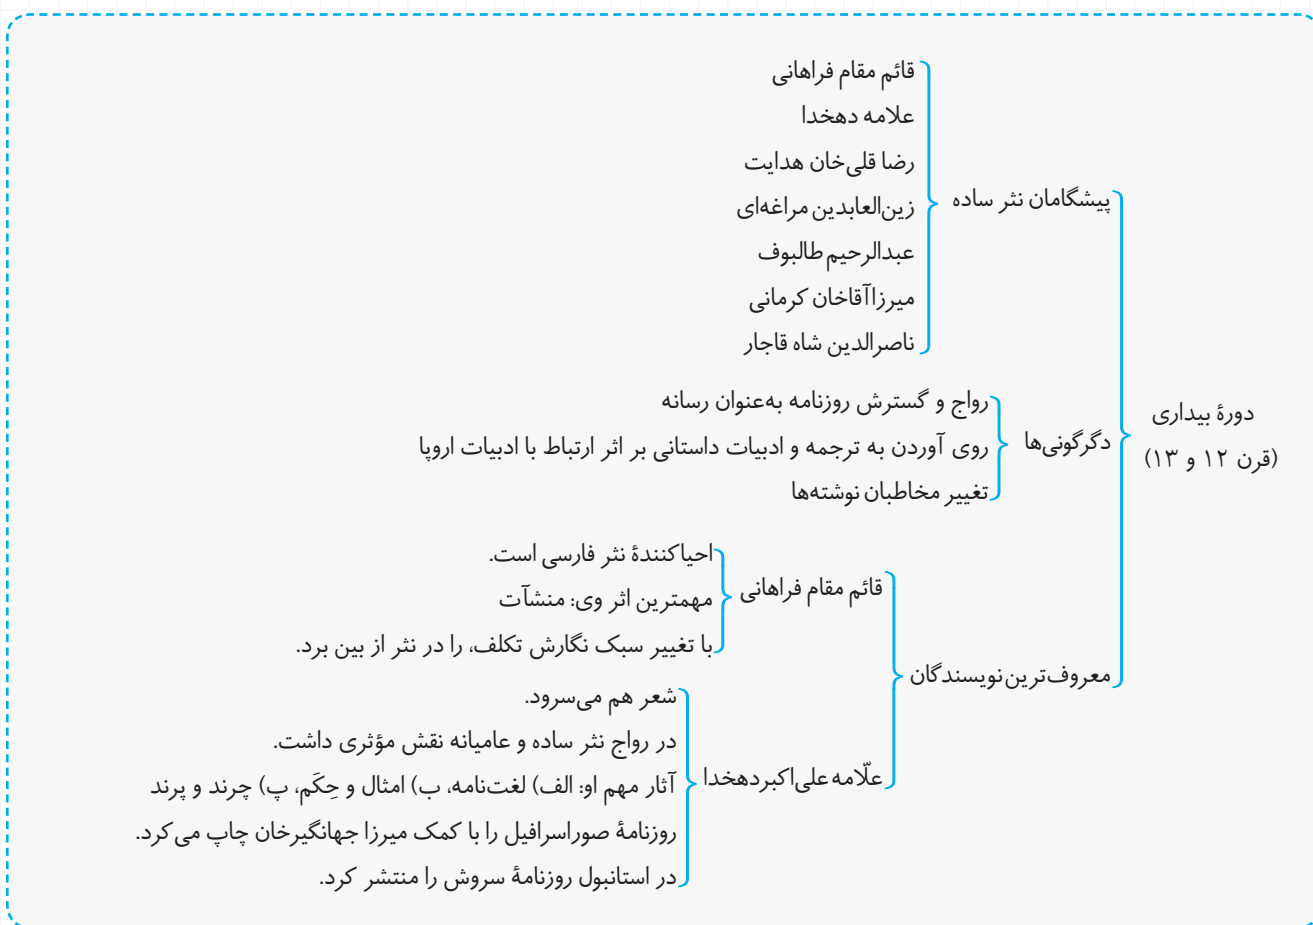 دورهٔ بیداری
(قرن ۱۲ و ۱۳)
پیشگامان نثر ساده
قائم مقام فراهانی
علامه دهخدا
رضا قلی‌خان هدایت
زین‌العابدین مراغه‌ای
عبدالرحیم طالبوف
میرزاآقاخان کرمانی
ناصرالدین شاه قاجار
دگرگونی‌ها
رواج و گسترش روزنامه به‌عنوان رسانه
روی آوردن به ترجمه و ادبیات داستانی بر اثر ارتباط با ادبیات اروپا
تغییر مخاطبان نوشته‌ها
معروف‌ترین نویسندگان
قائم مقام فراهانی
احیاکنندهٔ نثر فارسی است.
مهمترین اثر وی: منشآت
با تغییر سبک نگارش تکلف، را در نثر از بین برد.
علّامه علی‌اکبردهخدا
شعر هم می‌سرود.
در رواج نثر ساده و عامیانه نقش مؤثری داشت.
آثار مهم او: الف) لغت‌نامه، ب) امثال و حِکَم، پ) چرند و پرند
روزنامهٔ صوراسرافیل را با کمک میرزا جهانگیرخان چاپ می‌کرد.
در استانبول روزنامهٔ سروش را منتشر کرد.